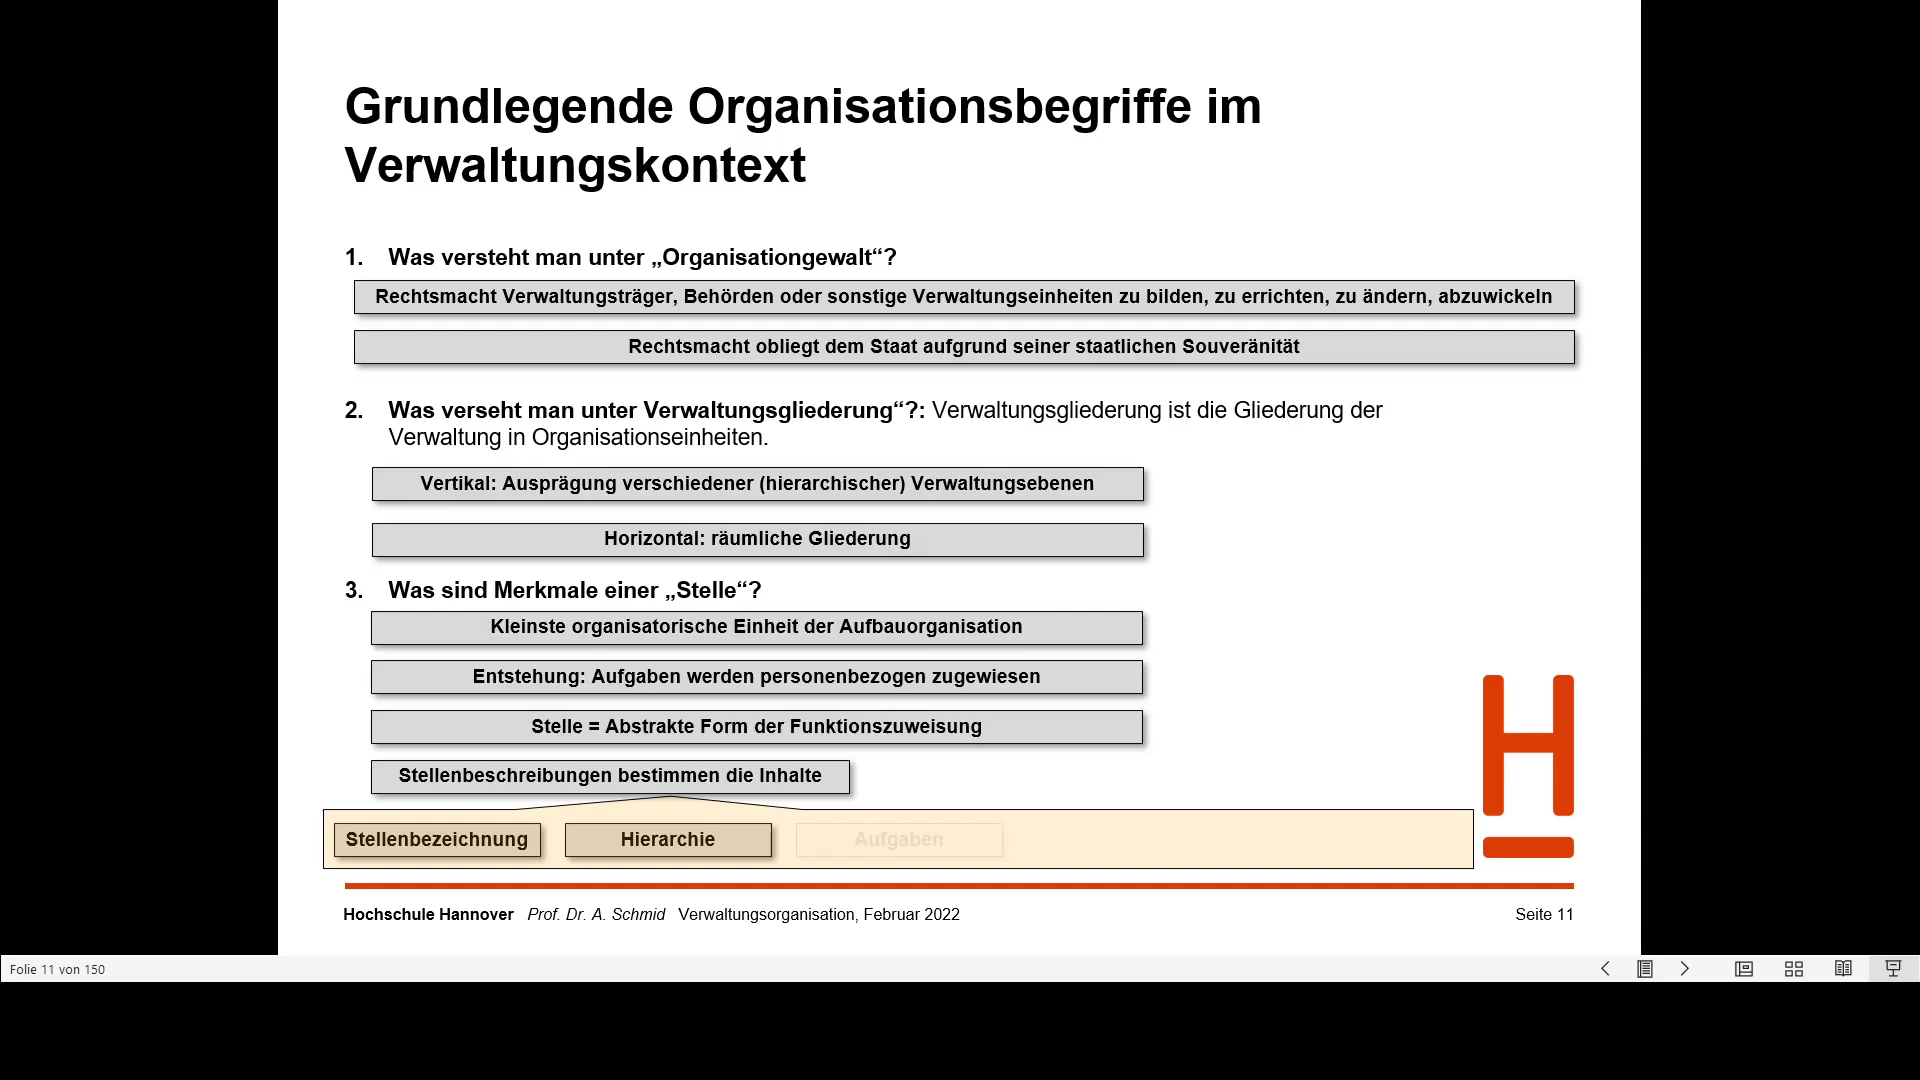 Grundlegende Organisationsbegriffe im
Verwaltungskontext
1. Was versteht man unter „Organisationgewalt“?
Rechtsmacht Verwaltungsträger, Behörden oder sonstige Verwaltungseinheiten zu bilden, zu errichten, zu ändern, abzuwickeln
Rechtsmacht obliegt dem Staat aufgrund seiner staatlichen Souveränität
2. Was verseht man unter Verwaltungsgliederung“?: Verwaltungsgliederung ist die Gliederung der
Verwaltung in Organisationseinheiten.
Vertikal: Ausprägung verschiedener (hierarchischer) Verwaltungsebenen
Horizontal: räumliche Gliederung
3. Was sind Merkmale einer „Stelle“?
Kleinste organisatorische Einheit der Aufbauorganisation
Entstehung: Aufgaben werden personenbezogen zugewiesen
Stelle = Abstrakte Form der Funktionszuweisung
Stellenbeschreibungen bestimmen die Inhalte
Stellenbezeichnung Hierarchie Aufgaben
H
Hochschule Hannover Prof. Dr. A. Schmid Verwaltungsorganisation, Februar 2022 Seite 11
Folie 11 von 150